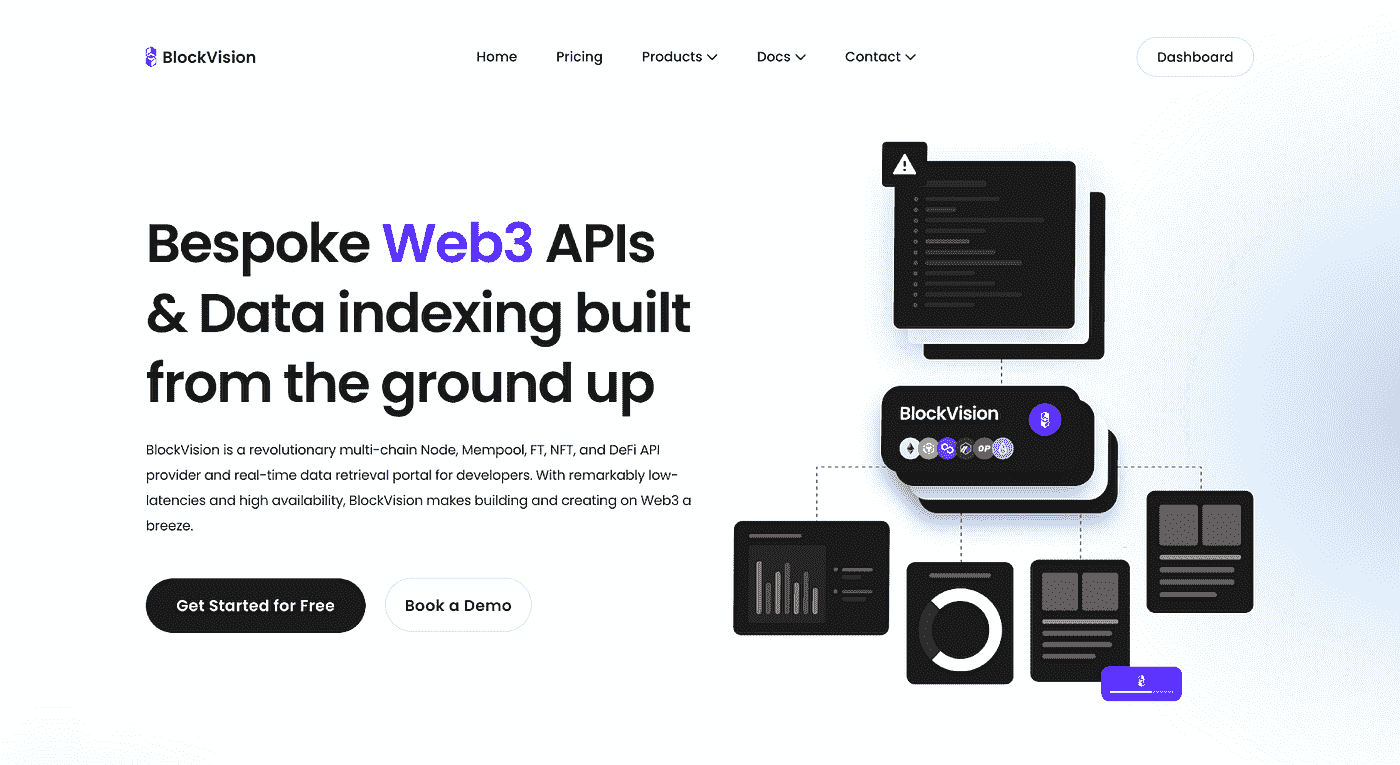 BlockVision
Home
Pricing
Products
Docs
Contact
Dashboard
Bespoke Web3 APIs
& Data indexing built
from the ground up
BlockVision is a revolutionary multi-chain Node, Mempool, FT, NFT, and DeFi API
provider and real-time data retrieval portal for developers. With remarkably low-
latencies and high availability, BlockVision makes building and creating on Web3 a
breeze.
Get Started for Free
Book a Demo
BlockVision
OP